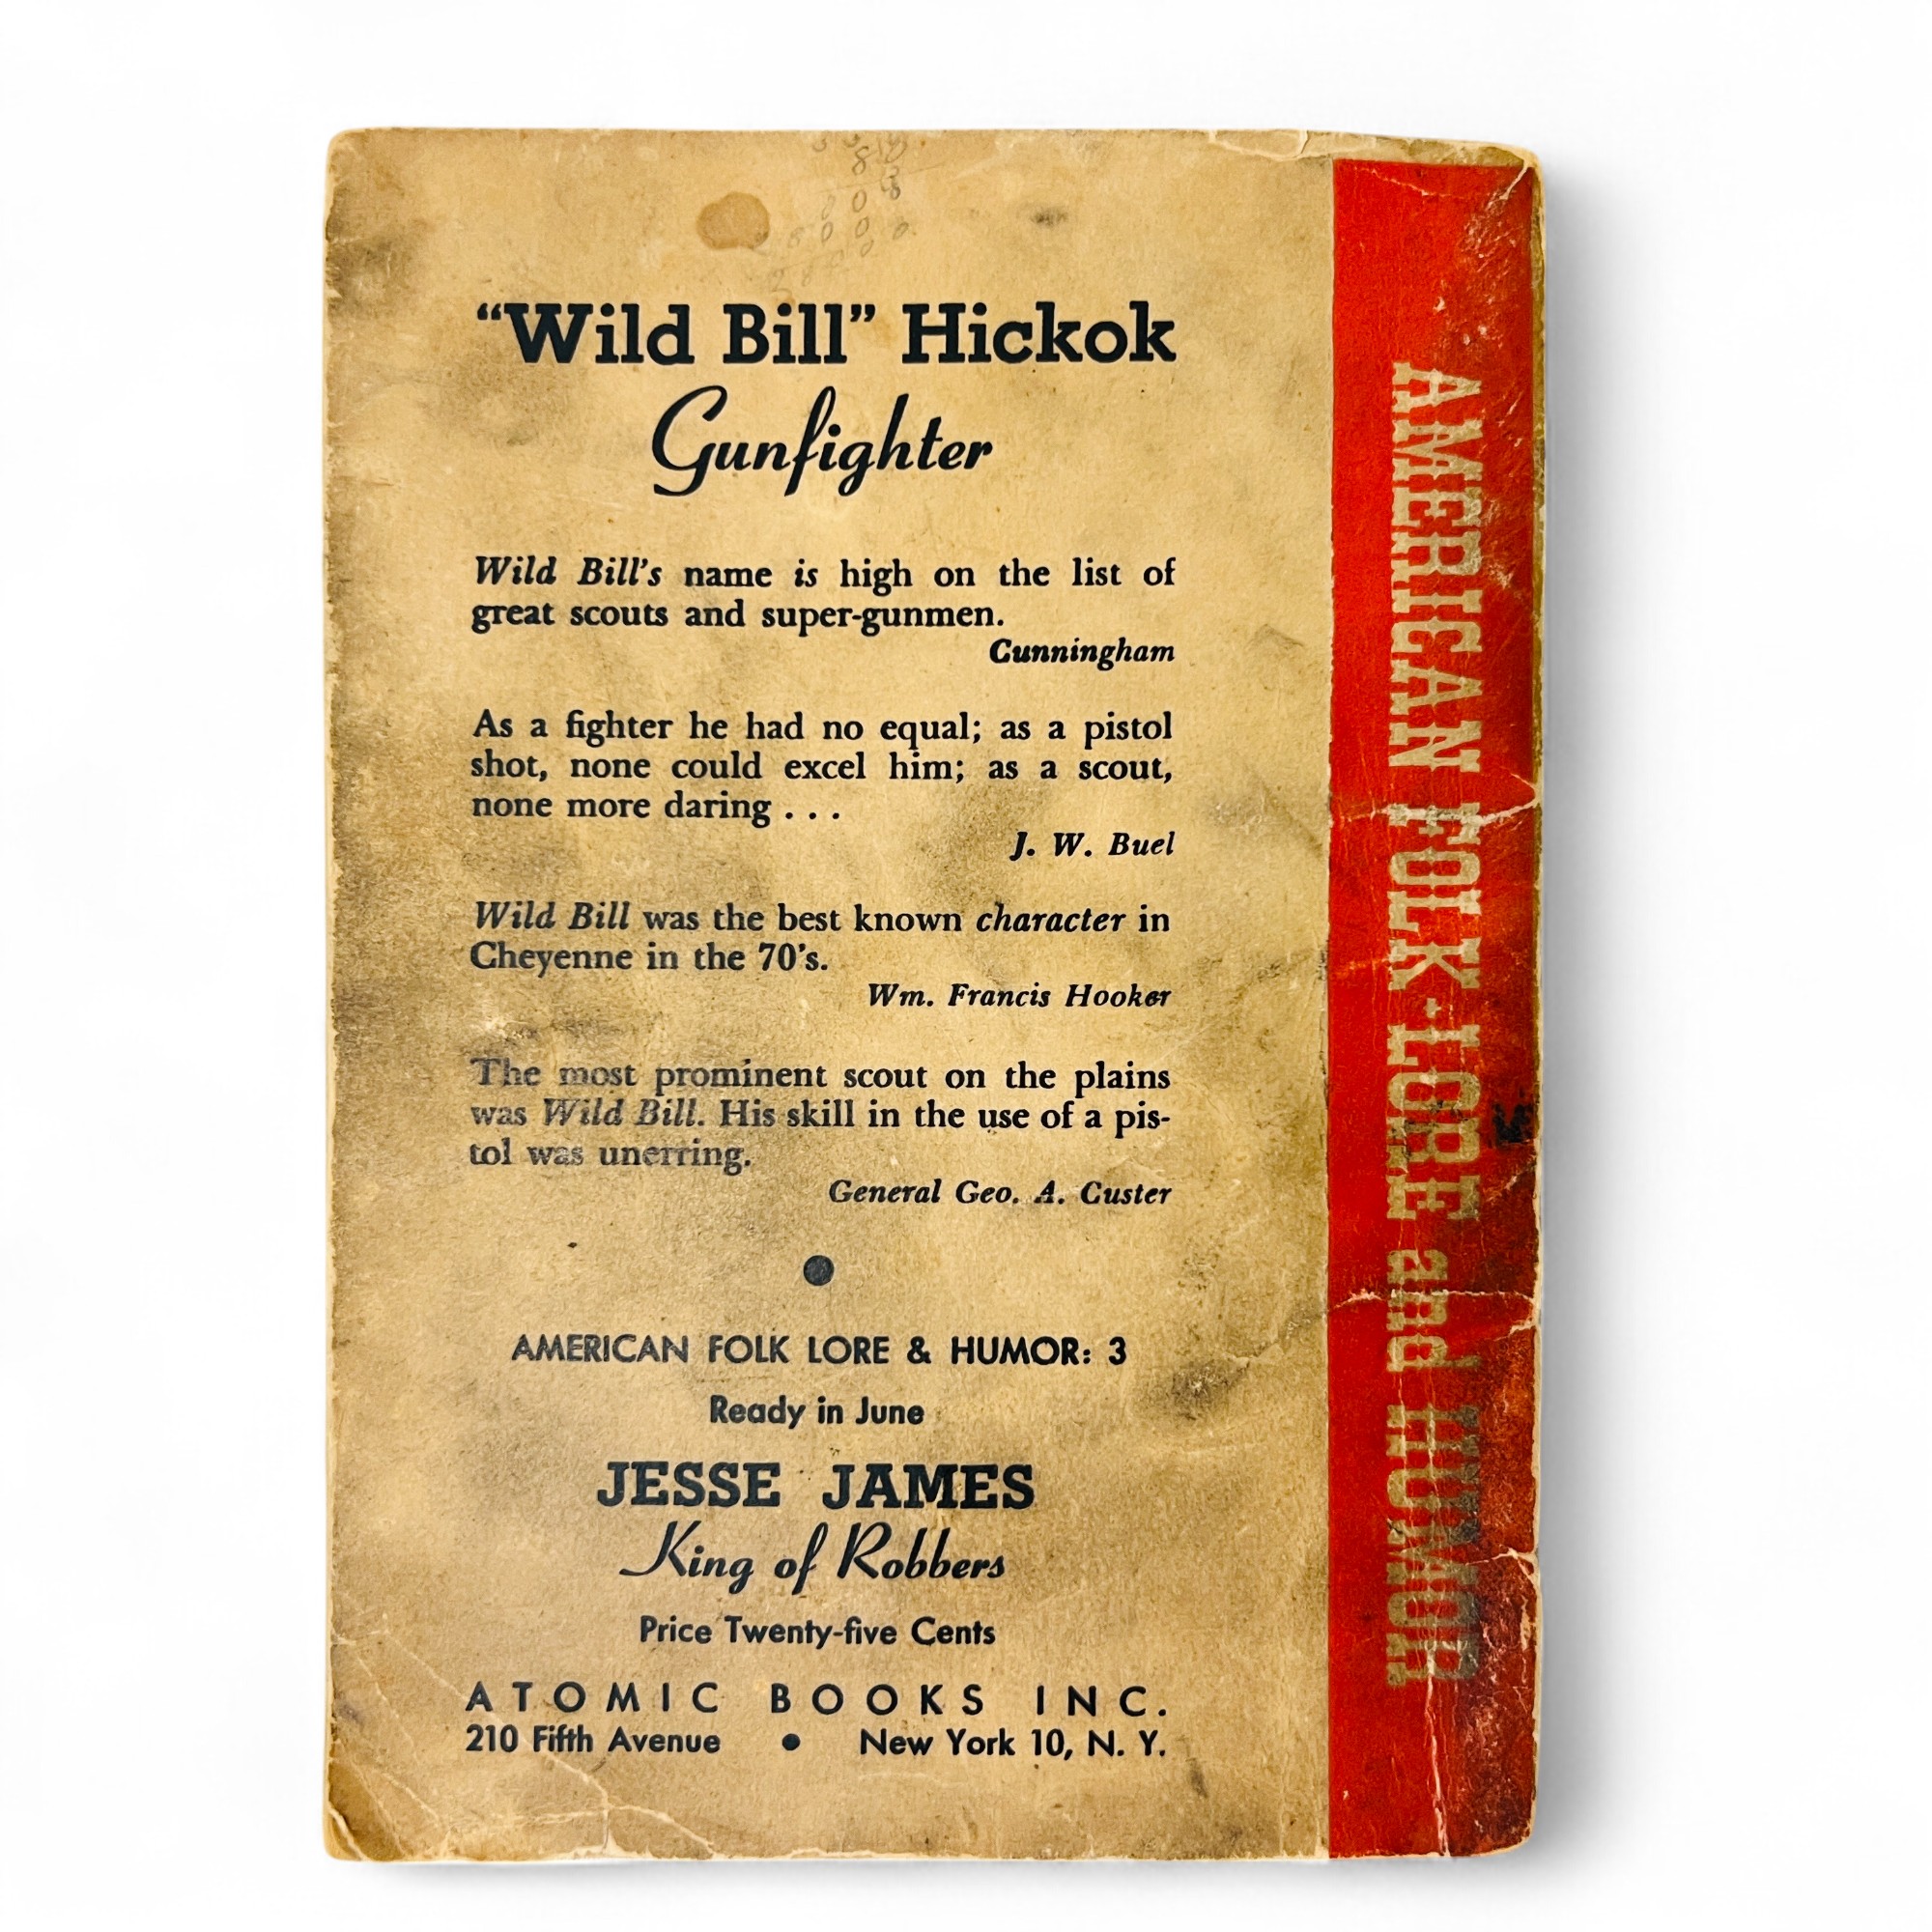 “Wild Bill” Hickok
Gunfighter
Wild Bill’s name is high on the list of
great scouts and super-gunmen.
Cunningham
As a fighter he had no equal; as a pistol
shot, none could excel him; as a scout,
none more daring . . .
J. W. Buel
Wild Bill was the best known character in
Cheyenne in the 70’s.
Wm. Francis Hooker
The most prominent scout on the plains
was Wild Bill. His skill in the use of a pis-
tol was unerring.
General Geo. A. Custer
●
AMERICAN FOLK LORE & HUMOR: 3
Ready in June
JESSE JAMES
King of Robbers
Price Twenty-five Cents
ATOMIC BOOKS INC.
210 Fifth Avenue ● New York 10, N. Y.
AMERICAN FOLK·LORE and HUMOR